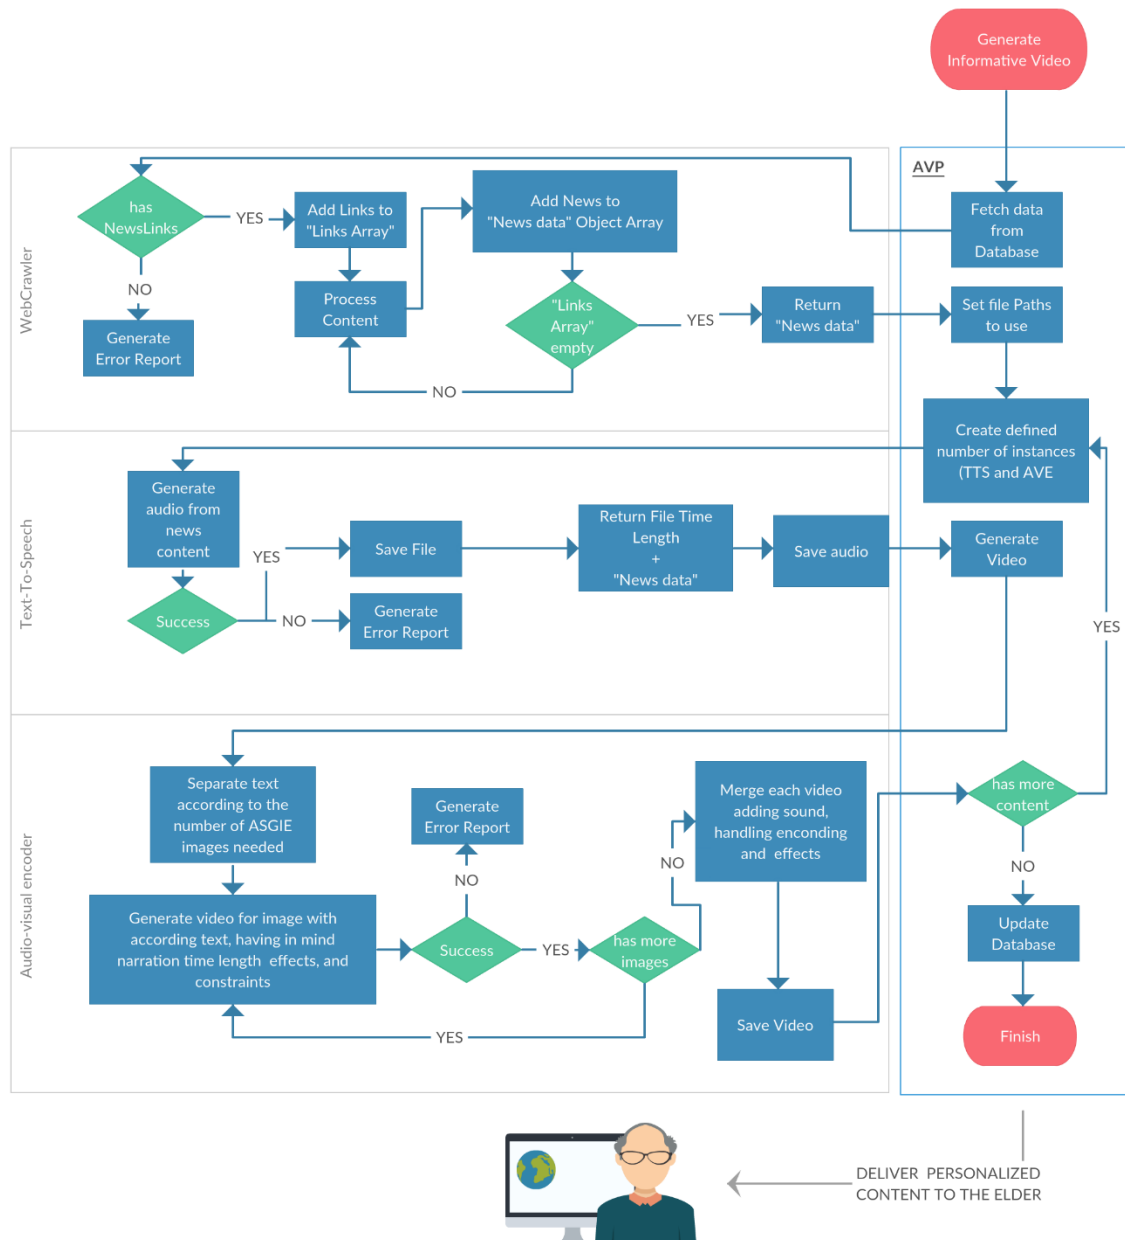 Generate
Informative Video
AVP
Fetch data
from
Database
WebCrawler
has
NewsLinks
YES
Add Links to
"Links Array"
Add News to
"News data" Object Array
NO
Generate
Error Report
Process
Content
"Links
Array"
empty
YES
Return
"News data"
Set file Paths
to use
NO
Create defined
number of instances
(TTS and AVE
Text-To-Speech
Generate
audio from
news
content
YES
Save File
Return File Time
Length
+
"News data"
Save audio
Generate
Video
Success
NO
Generate
Error Report
YES
Audio-visual encoder
Separate text
according to the
number of ASGIE
images needed
Generate
Error Report
Merge each video
adding sound,
handling enconding
and effects
has more
content
NO
NO
NO
Generate video for image with
according text, having in mind
narration time length effects, and
constraints
Success
YES
has more
images
Update
Database
YES
Save Video
Finish
DELIVER PERSONALIZED
CONTENT TO THE ELDER